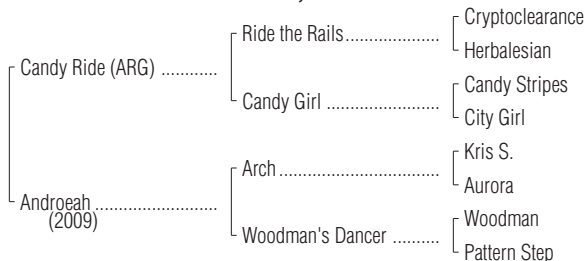 Cryptoclearance
Ride the Rails
Herbalesian
Candy Ride (ARG)
Candy Stripes
Candy Girl
City Girl
Kris S.
Arch
Aurora
Androeah
(2009)
Woodman
Woodman's Dancer
Pattern Step